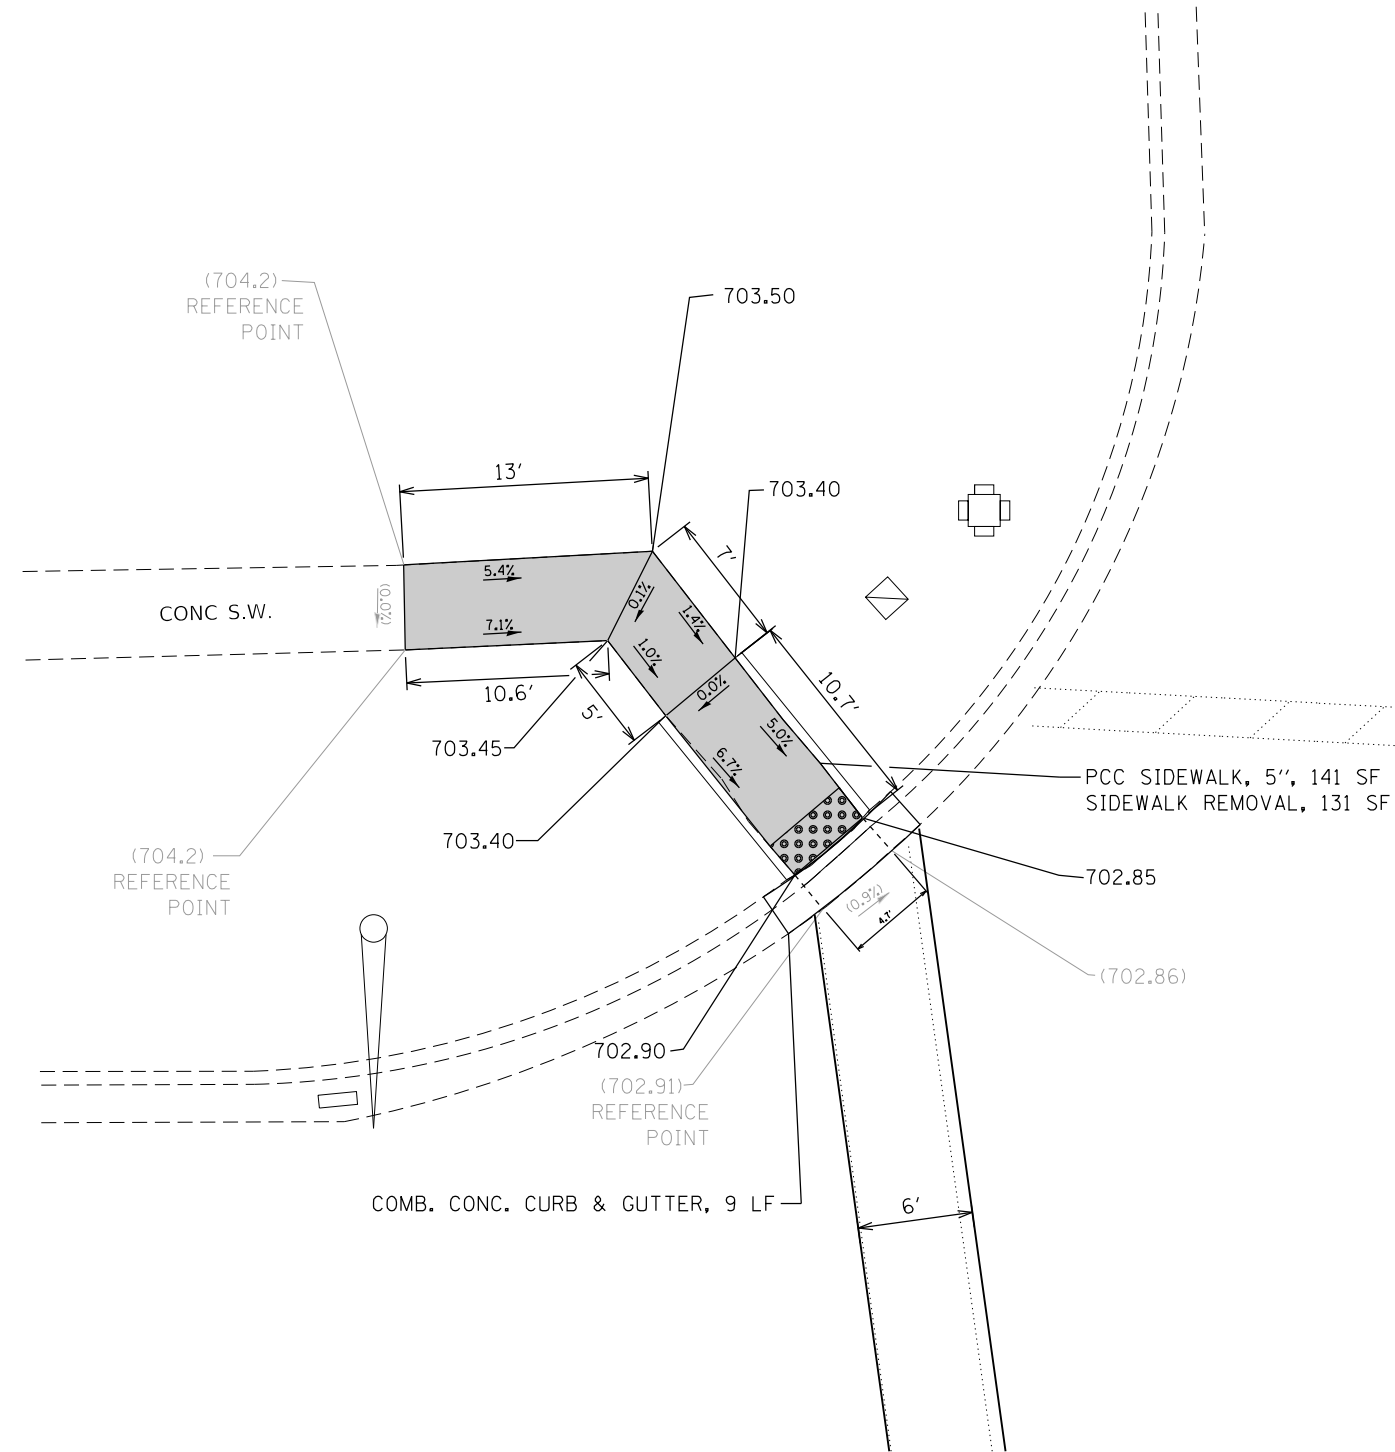 (704.2)
REFERENCE
POINT
703.50
13'
703.40
7'
5.4%
(0.0%)
0.1%
1.4%
CONC S.W.
7.1%
1.0%
0.0%
10.6'
10.7'
5'
5.0%
703.45
6.7%
PCC SIDEWALK, 5", 141 SF
SIDEWALK REMOVAL, 131 SF
703.40
(704.2)
REFERENCE
POINT
702.85
(0.9%)
4.7'
(702.86)
702.90
(702.91)
REFERENCE
POINT
COMB. CONC. CURB & GUTTER, 9 LF
6'